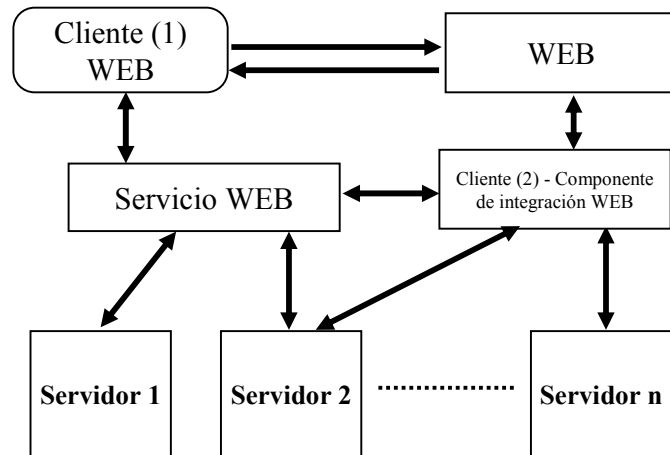 Cliente (1)
WEB
WEB
Servicio WEB
Cliente (2) - Componente
de integración WEB
Servidor 1
Servidor 2
Servidor n